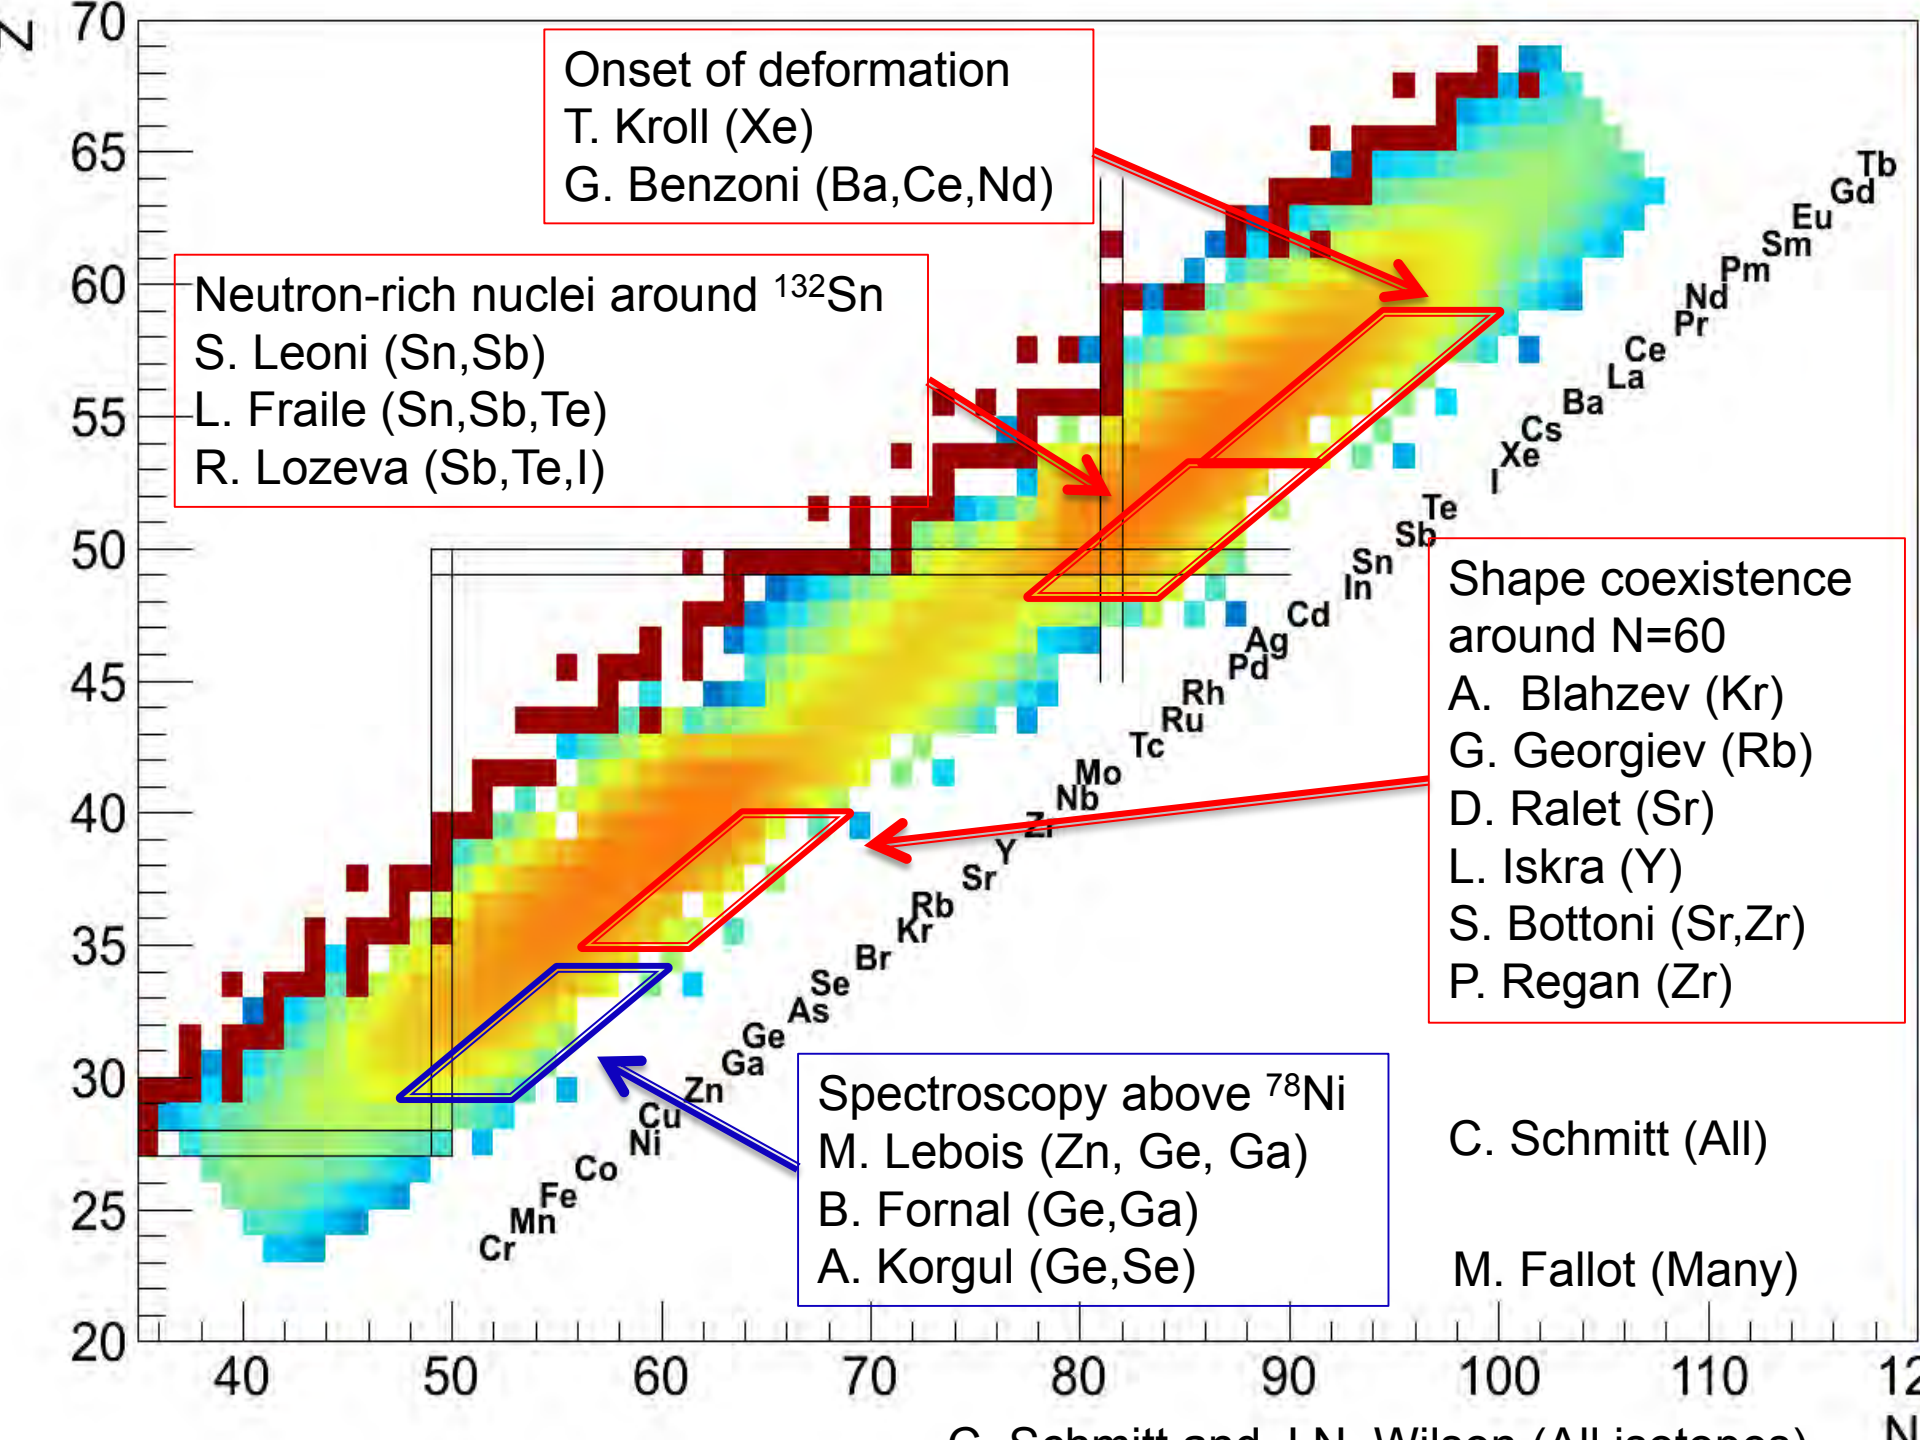 Z
70
65
60
55
50
45
40
35
30
25
20
Onset of deformation
T. Kroll (Xe)
G. Benzoni (Ba,Ce,Nd)
Neutron-rich nuclei around ¹³²Sn
S. Leoni (Sn,Sb)
L. Fraile (Sn,Sb,Te)
R. Lozeva (Sb,Te,I)
Tb
Gd
Eu
Sm
Pm
Nd
Pr
Ce
La
Ba
Cs
Xe
I
Te
Sb
Sn
In
Cd
Ag
Pd
Rh
Ru
Tc
Mo
Nb
Zr
Y
Sr
Rb
Kr
Br
Se
As
Ge
Ga
Zn
Cu
Ni
Co
Fe
Mn
Cr
Shape coexistence
around N=60
A. Blahzev (Kr)
G. Georgiev (Rb)
D. Ralet (Sr)
L. Iskra (Y)
S. Bottoni (Sr,Zr)
P. Regan (Zr)
Spectroscopy above ⁷⁸Ni
M. Lebois (Zn, Ge, Ga)
B. Fornal (Ge,Ga)
A. Korgul (Ge,Se)
C. Schmitt (All)
M. Fallot (Many)
40 50 60 70 80 90 100 110 12
N
C. Schmitt and J.N. Wilson (All isotopes)